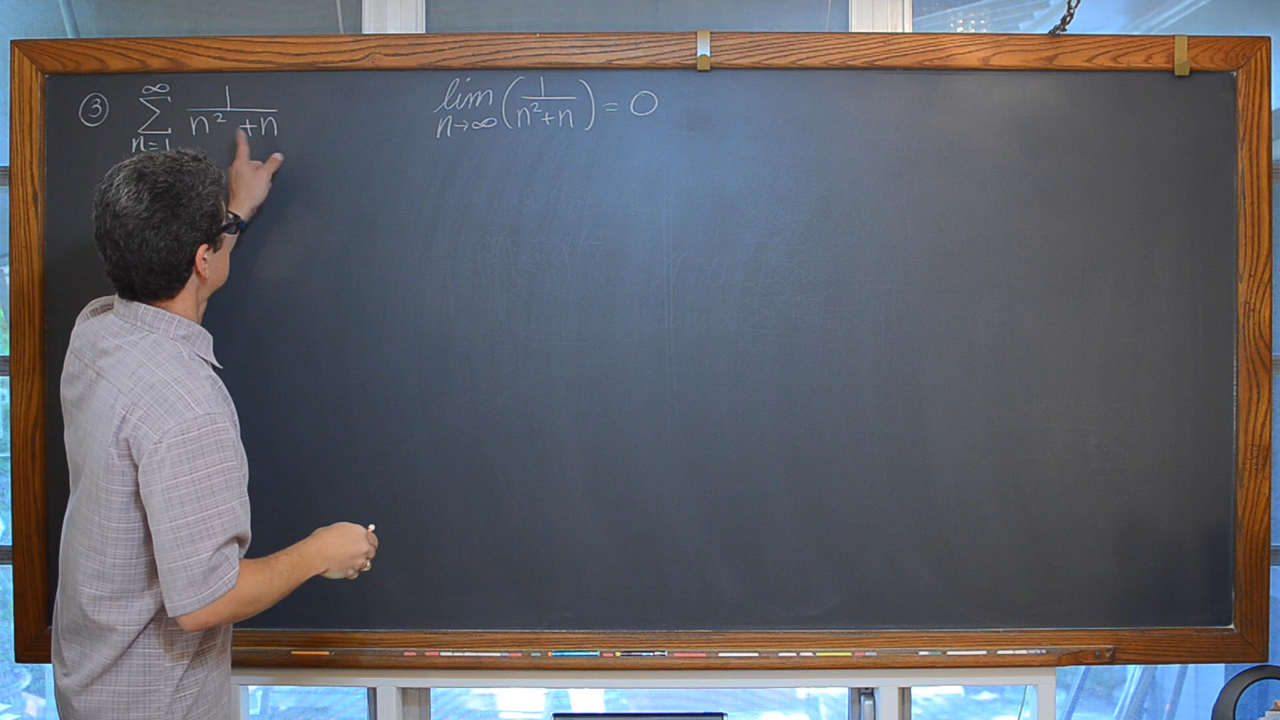 ③ ∞∑n=1 1/(n² + n)
lim n→∞ (1/(n²+n)) = 0